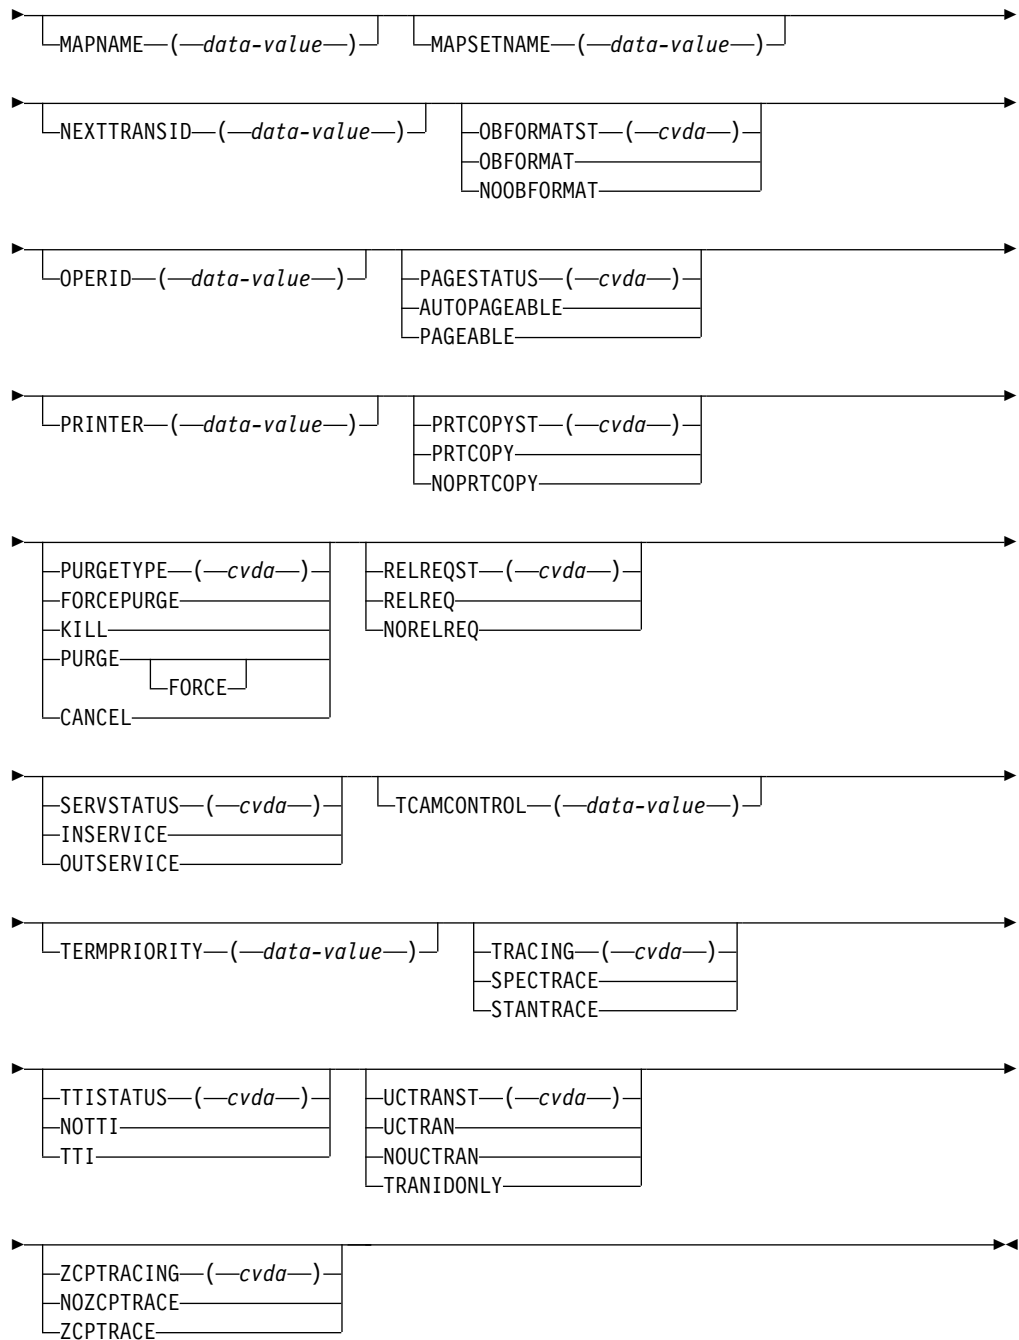 MAPNAME (data-value) MAPSETNAME (data-value)
NEXTTRANSID (data-value) OBFORMATST (cvda)
OBFORMAT
NOOBFORMAT
OPERID (data-value) PAGESTATUS (cvda)
AUTOPAGEABLE
PAGEABLE
PRINTER (data-value) PRTCOPYST (cvda)
PRTCOPY
NOPRTCOPY
PURGETYPE (cvda) RELREQST (cvda)
FORCEPURGE RELREQ
KILL NORELREQ
PURGE
FORCE
CANCEL
SERVSTATUS (cvda) TCAMCONTROL (data-value)
INSERVICE
OUTSERVICE
TERMPRIORITY (data-value) TRACING (cvda)
SPECTRACE
STANTRACE
TTISTATUS (cvda) UCTRANST (cvda)
NOTTI UCTRAN
TTI NOUCTRAN
TRANIDONLY
ZCPTRACING (cvda)
NOZCPTRACE
ZCPTRACE